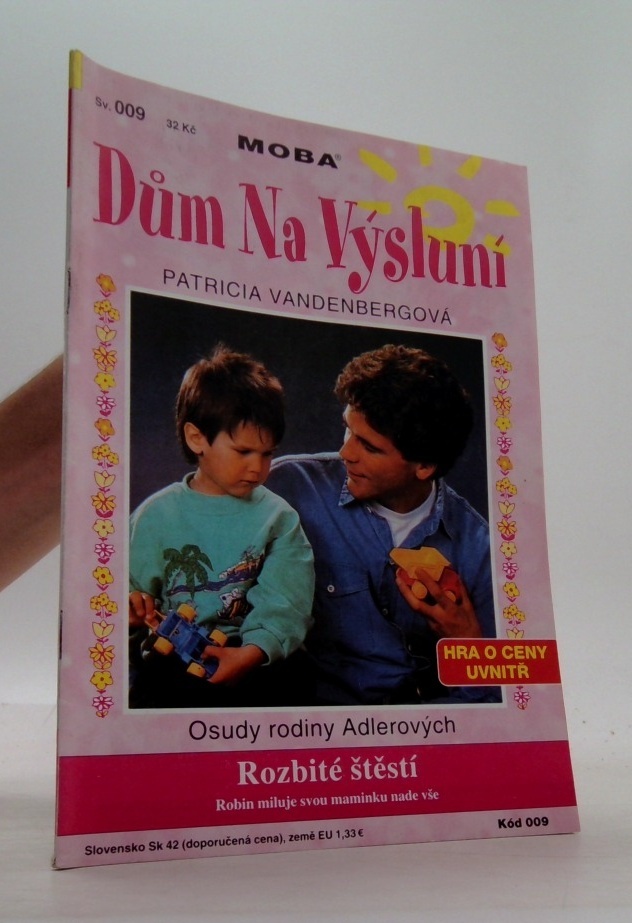 Sv. 009
32 Kč
MOBA®
Dům Na Výsluní
PATRICIA VANDENBERGOVÁ
HRA O CENY
UVNITŘ
Osudy rodiny Adlerových
Rozbité štěstí
Robin miluje svou maminku nade vše
Slovensko Sk 42 (doporučená cena), země EU 1,33 €
Kód 009